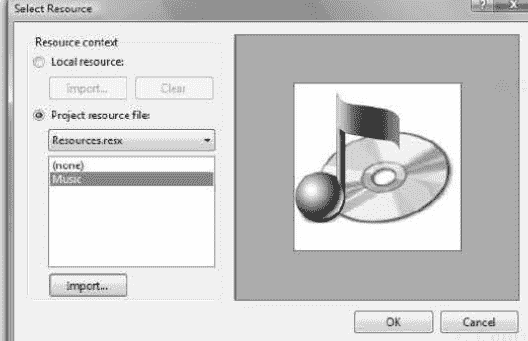 Select Resource
Resource context
Local resource:
Import... Clear
Project resource file:
Resources.resx
(none)
Music
Import...
OK Cancel